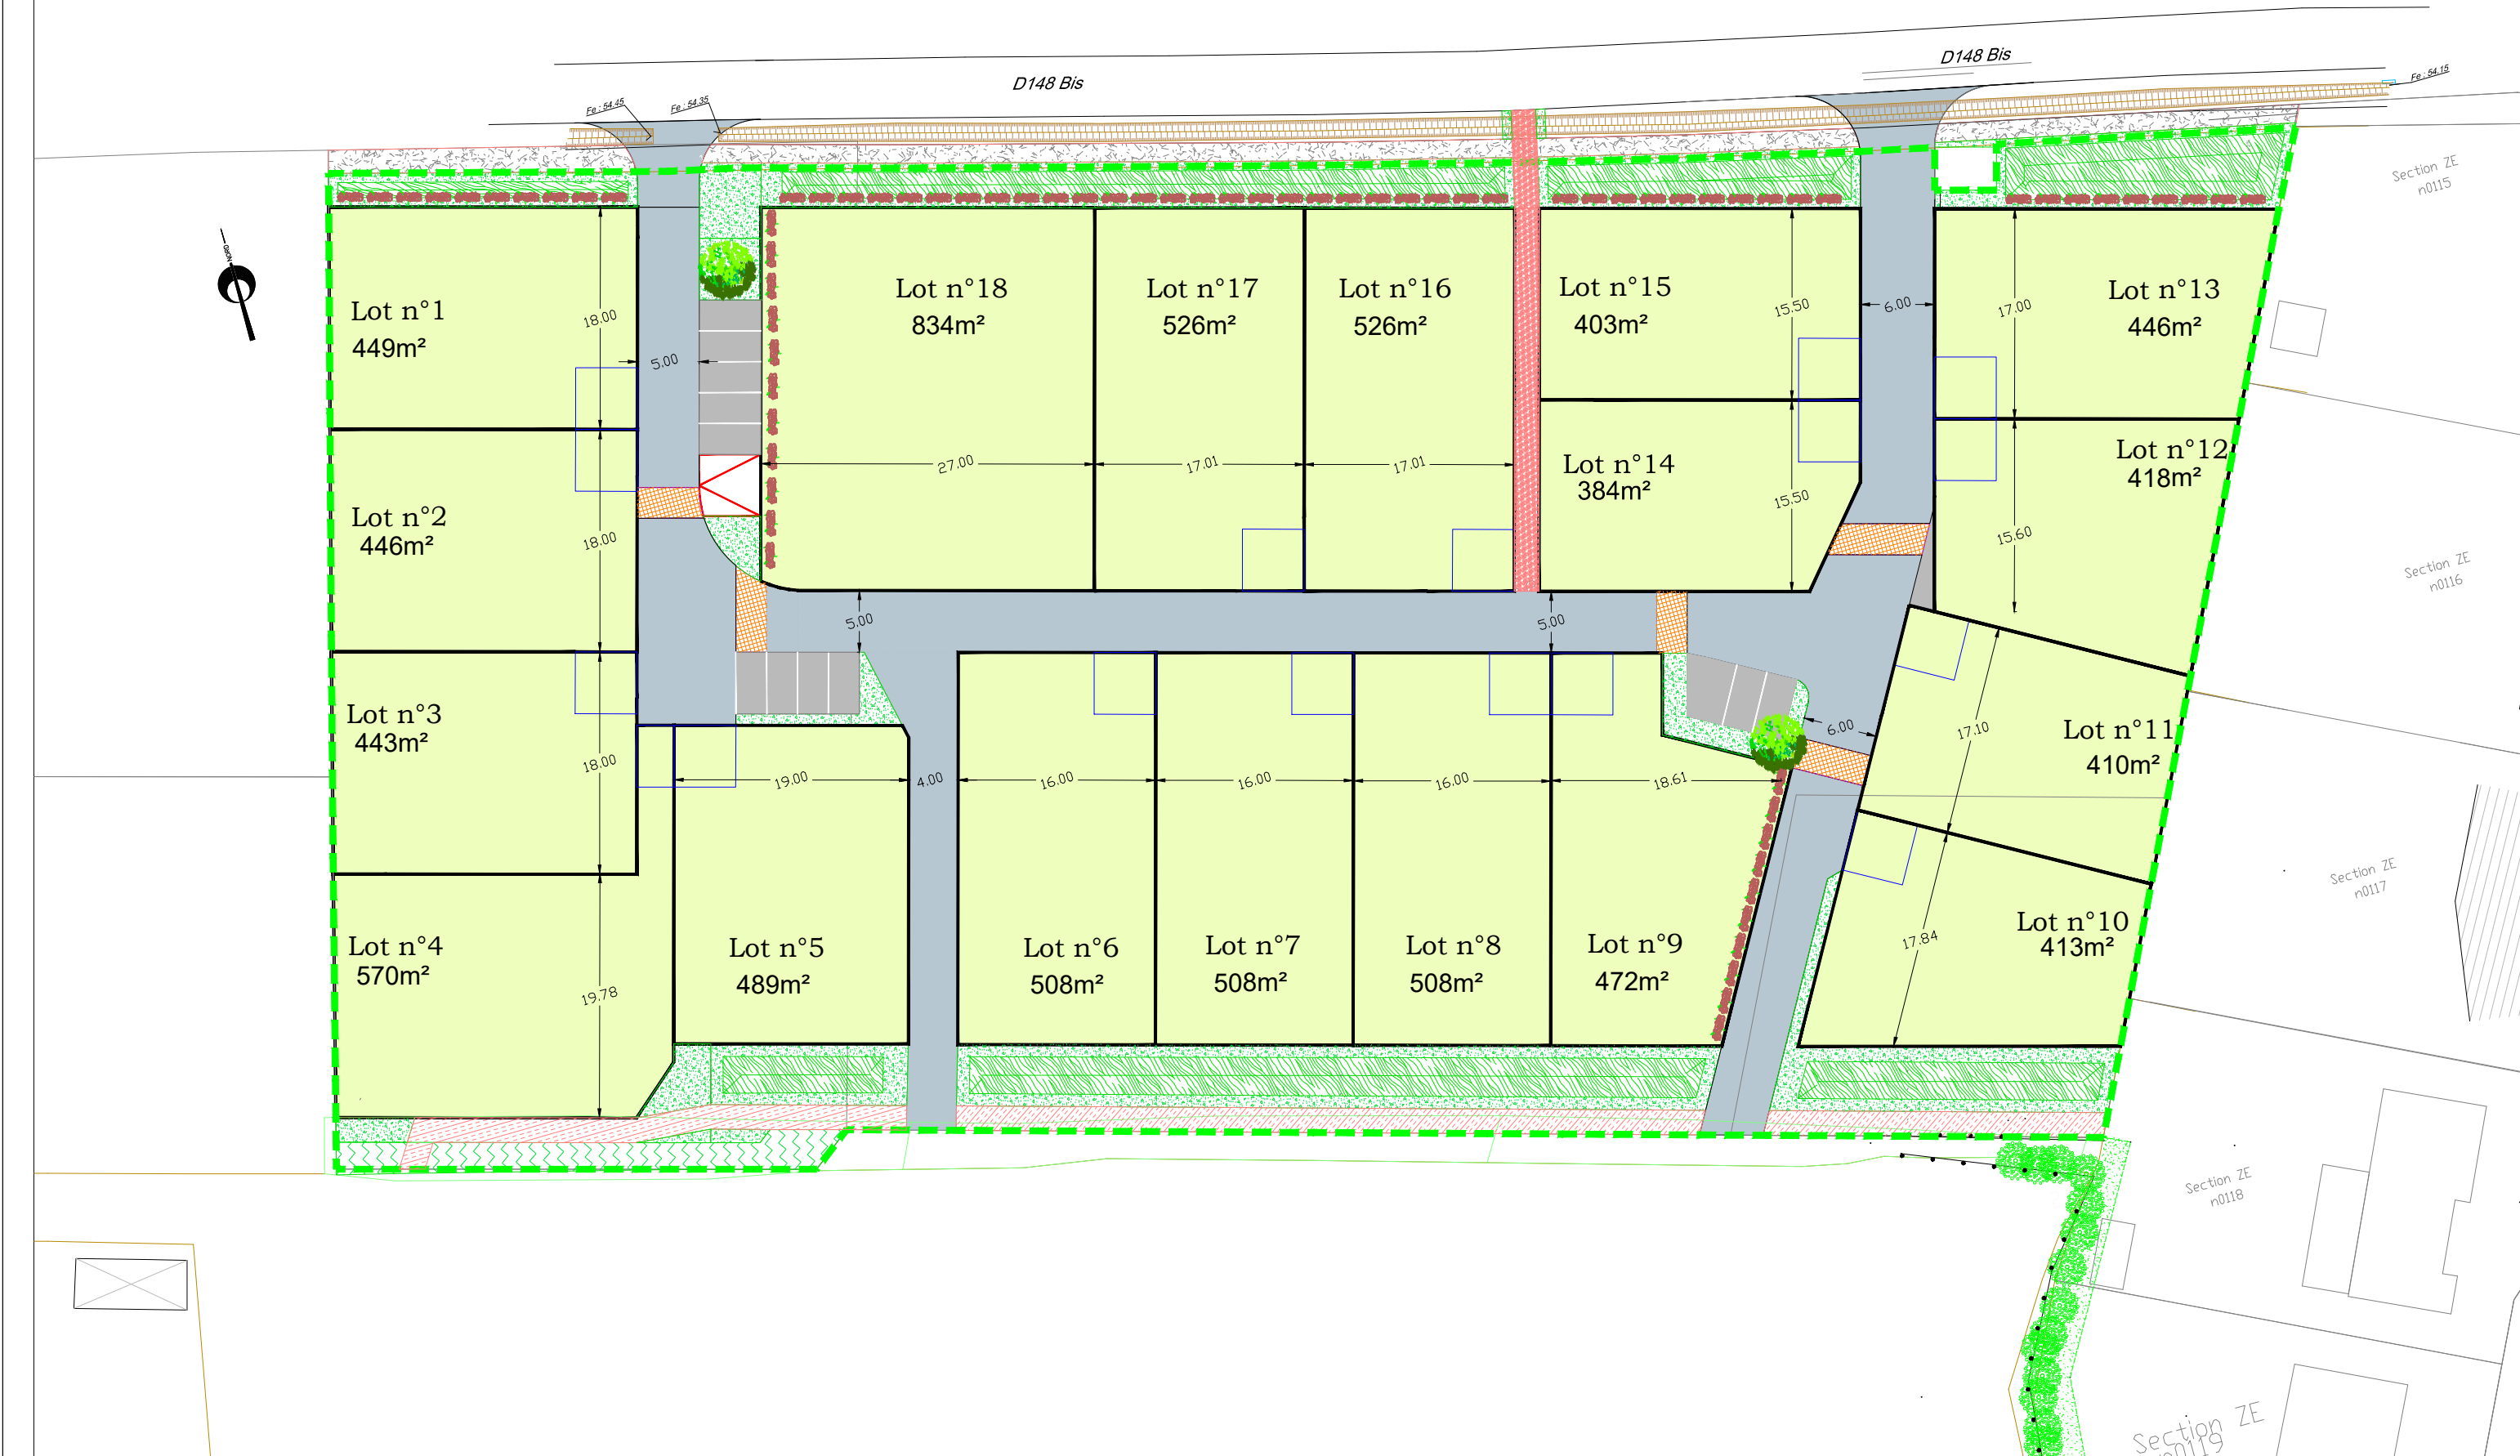 D148 Bis
D148 Bis
Fe : 54.45
Fe : 54.35
Fe : 54.15
NORD
Section ZE
n0115
Lot n°1
449m²
18.00
5.00
Lot n°18
834m²
27.00
Lot n°17
526m²
17.01
Lot n°16
526m²
17.01
Lot n°15
403m²
15.50
6.00
17.00
Lot n°13
446m²
Lot n°2
446m²
18.00
Lot n°14
384m²
15.50
Lot n°12
418m²
15.60
Section ZE
n0116
5.00
5.00
Lot n°3
443m²
18.00
19.00
4.00
16.00
16.00
16.00
18.61
6.00
17.10
Lot n°11
410m²
Section ZE
n0117
Lot n°4
570m²
19.78
Lot n°5
489m²
Lot n°6
508m²
Lot n°7
508m²
Lot n°8
508m²
Lot n°9
472m²
17.84
Lot n°10
413m²
Section ZE
n0118
Section ZE
n0119